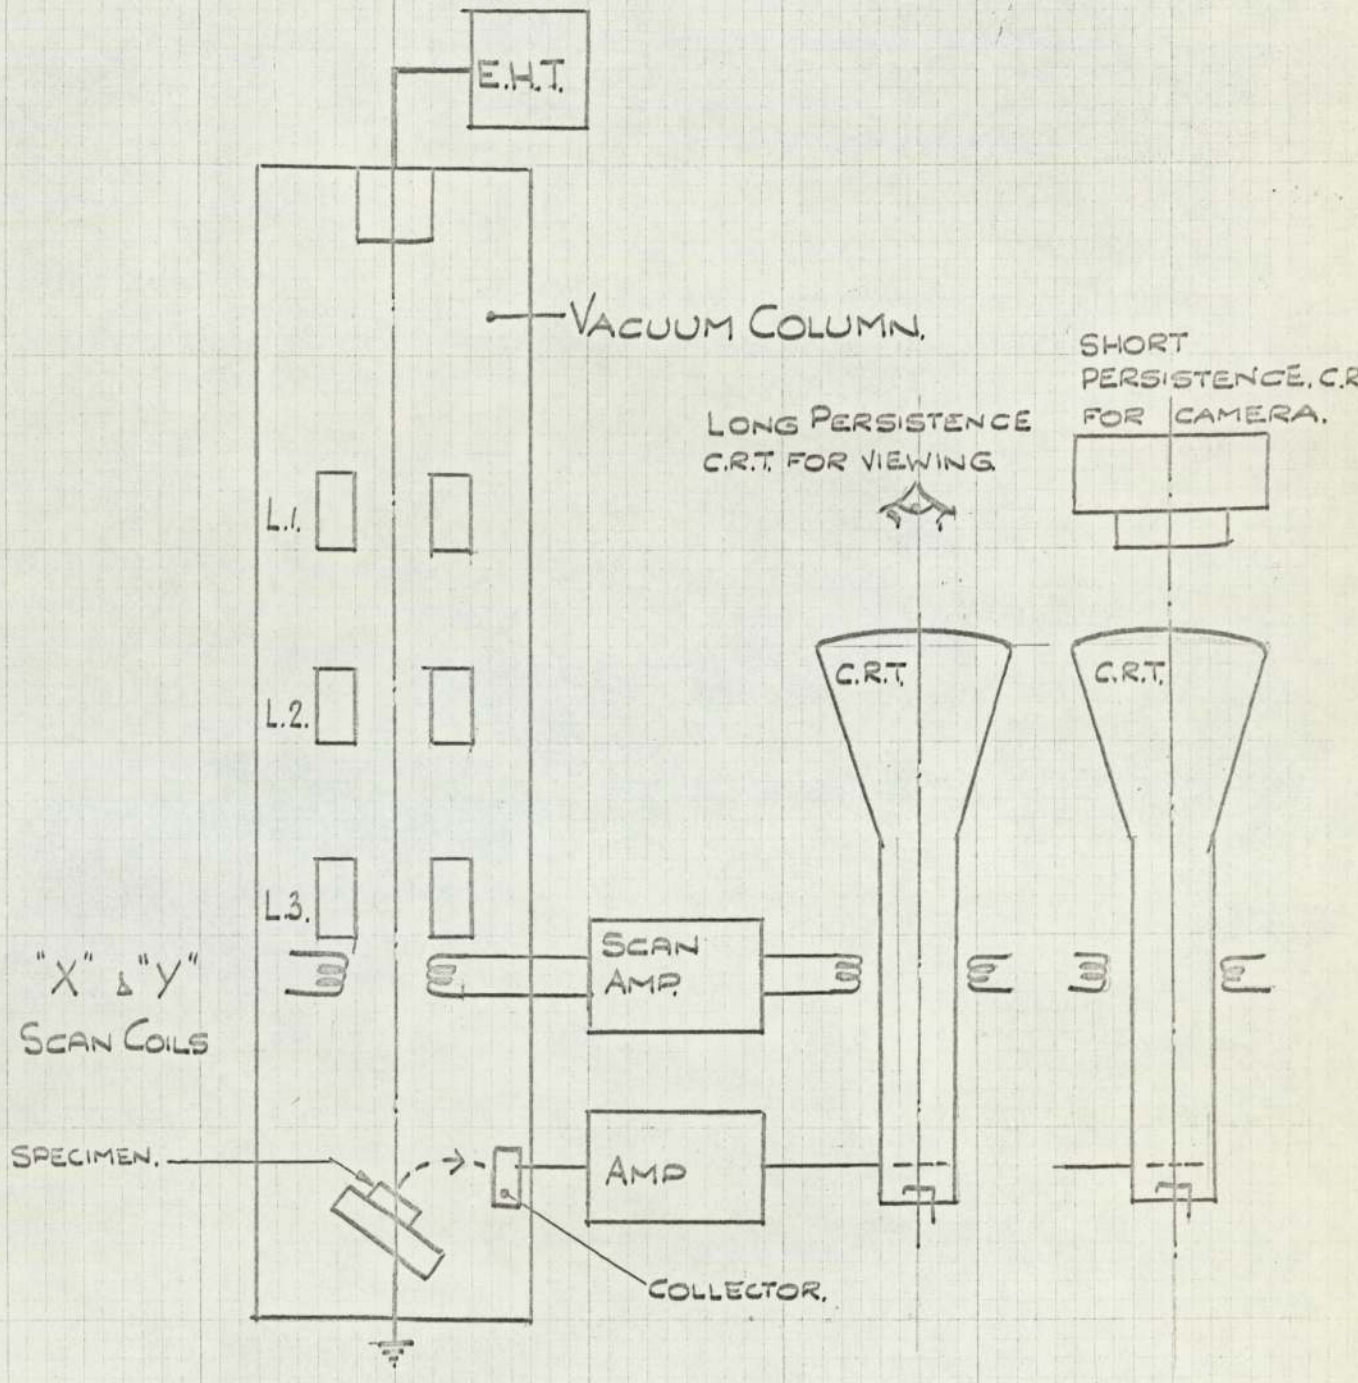 E.H.T.
VACUUM COLUMN.
SHORT
PERSISTENCE. C.R
FOR CAMERA.
LONG PERSISTENCE
C.R.T. FOR VIEWING
L.1.
C.R.T.
C.R.T.
L.2.
L.3.
SCAN
AMP.
"X" & "Y"
SCAN COILS
SPECIMEN.
AMP
COLLECTOR.